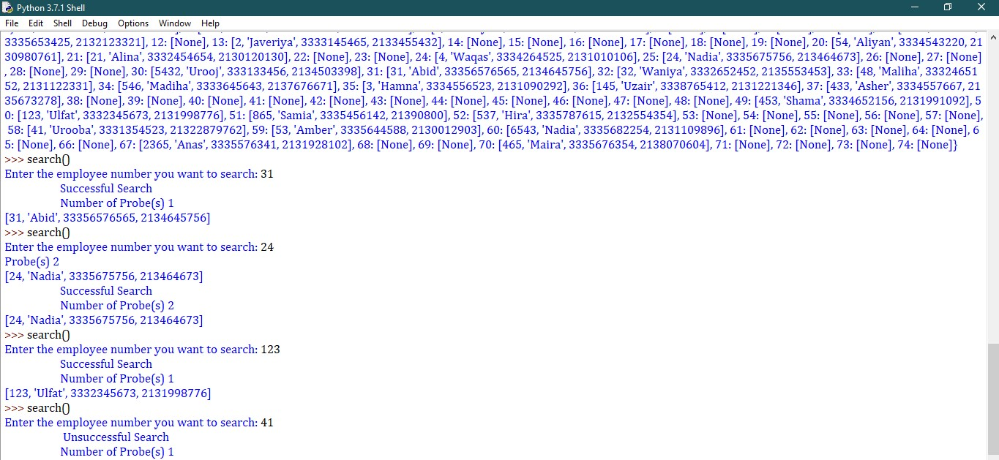 Python 3.7.1 Shell
File Edit Shell Debug Options Window Help
3335653425, 2132123321], 12: [None], 13: [2, 'Javeriya', 3333145465, 2133455432], 14: [None], 15: [None], 16: [None], 17: [None], 18: [None], 19: [None], 20: [54, 'Aliyan', 3334543220, 21
30980761], 21: [21, 'Alina', 3332454654, 2130120130], 22: [None], 23: [None], 24: [4, 'Waqas', 3334264525, 2131010106], 25: [24, 'Nadia', 3335675756, 213464673], 26: [None], 27: [None]
, 28: [None], 29: [None], 30: [5432, 'Urooj', 333133456, 2134503398], 31: [31, 'Abid', 33356576565, 2134645756], 32: [32, 'Waniya', 3332652452, 2135553453], 33: [48, 'Maliha', 33324651
52, 2131122331], 34: [546, 'Madiha', 3333645643, 2137676671], 35: [3, 'Hamna', 3334556523, 2131090292], 36: [145, 'Uzair', 3338765412, 2131221346], 37: [433, 'Asher', 3334557667, 21
35673278], 38: [None], 39: [None], 40: [None], 41: [None], 42: [None], 43: [None], 44: [None], 45: [None], 46: [None], 47: [None], 48: [None], 49: [453, 'Shama', 3334652156, 2131991092], 5
0: [123, 'Ulfat', 3332345673, 2131998776], 51: [865, 'Samia', 3335456142, 21390800], 52: [537, 'Hira', 3335787615, 2132554354], 53: [None], 54: [None], 55: [None], 56: [None], 57: [None],
58: [41, 'Urooba', 3331354523, 21322879762], 59: [53, 'Amber', 3335644588, 2130012903], 60: [6543, 'Nadia', 3335682254, 2131109896], 61: [None], 62: [None], 63: [None], 64: [None], 6
5: [None], 66: [None], 67: [2365, 'Anas', 3335576341, 2131928102], 68: [None], 69: [None], 70: [465, 'Maira', 3335676354, 2138070604], 71: [None], 72: [None], 73: [None], 74: [None]}
>>> search()
Enter the employee number you want to search: 31
Successful Search
Number of Probe(s) 1
[31, 'Abid', 33356576565, 2134645756]
>>> search()
Enter the employee number you want to search: 24
Probe(s) 2
[24, 'Nadia', 3335675756, 213464673]
Successful Search
Number of Probe(s) 2
[24, 'Nadia', 3335675756, 213464673]
>>> search()
Enter the employee number you want to search: 123
Successful Search
Number of Probe(s) 1
[123, 'Ulfat', 3332345673, 2131998776]
>>> search()
Enter the employee number you want to search: 41
Unsuccessful Search
Number of Probe(s) 1